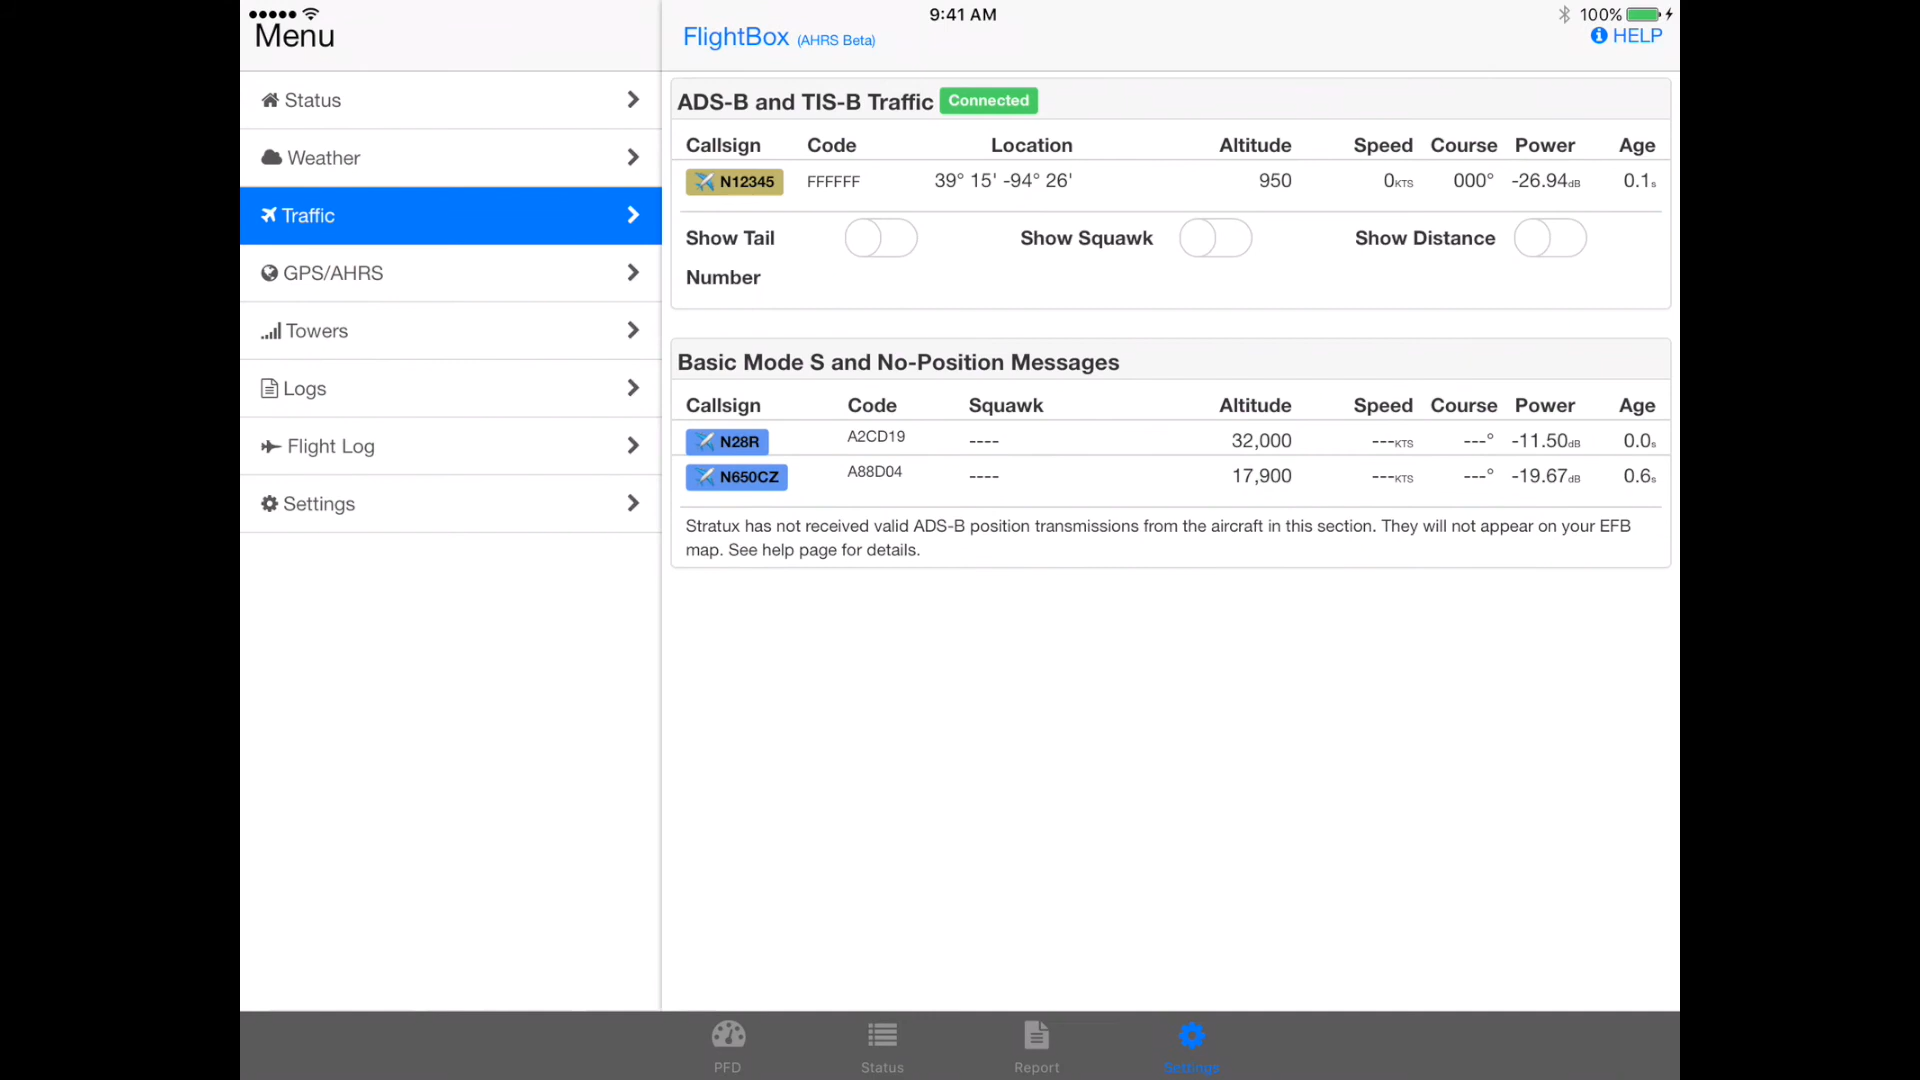 9:41 AM
100%
Menu
FlightBox (AHRS Beta)
HELP
Status
Weather
Traffic
GPS/AHRS
Towers
Logs
Flight Log
Settings
ADS-B and TIS-B Traffic Connected
Callsign Code Location Altitude Speed Course Power Age
N12345 FFFFFF 39° 15' -94° 26' 950 0KTS 000° -26.94dB 0.1s
Show Tail Number
Show Squawk
Show Distance
Basic Mode S and No-Position Messages
Callsign Code Squawk Altitude Speed Course Power Age
N28R A2CD19 ---- 32,000 ---KTS ---° -11.50dB 0.0s
N650CZ A88D04 ---- 17,900 ---KTS ---° -19.67dB 0.6s
Stratux has not received valid ADS-B position transmissions from the aircraft in this section. They will not appear on your EFB
map. See help page for details.
PFD
Status
Report
Settings